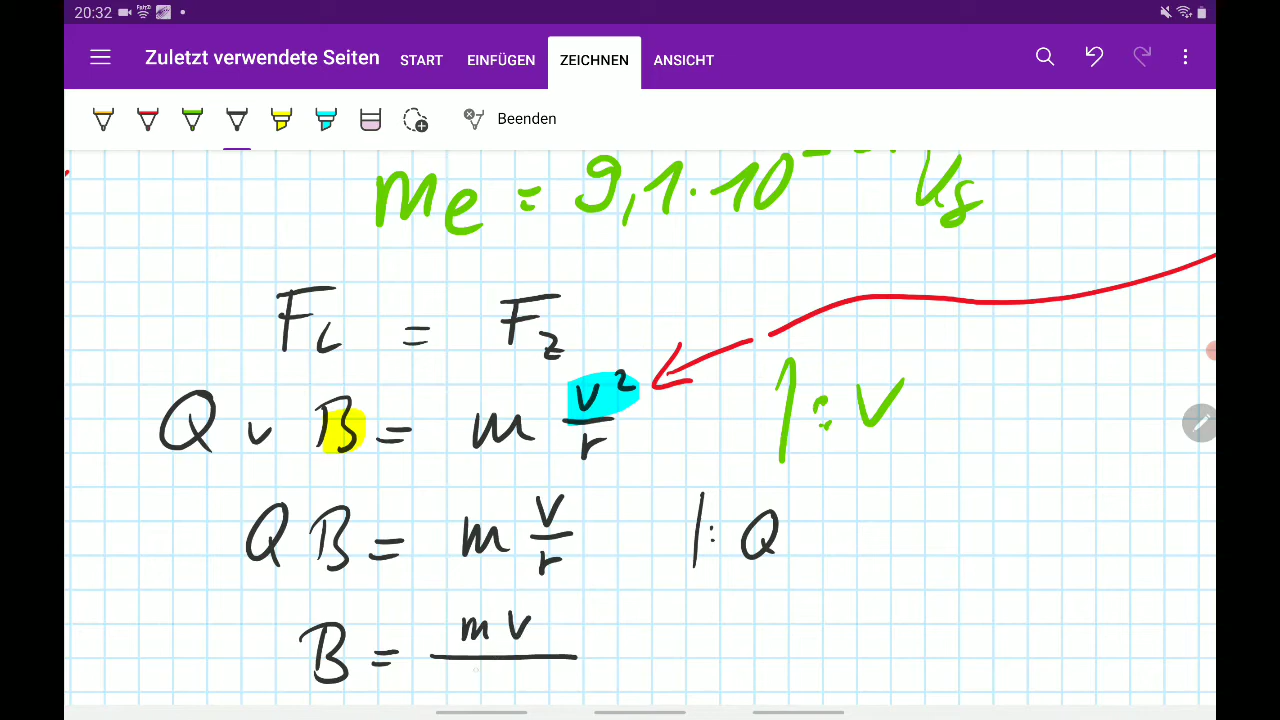 20:32
Zuletzt verwendete Seiten START EINFÜGEN ZEICHNEN ANSICHT
Beenden
me = 9,1 · 10 kg
FL = Fz
Q v B = m v²/r |: v
Q B = m v/r |: Q
B = m v